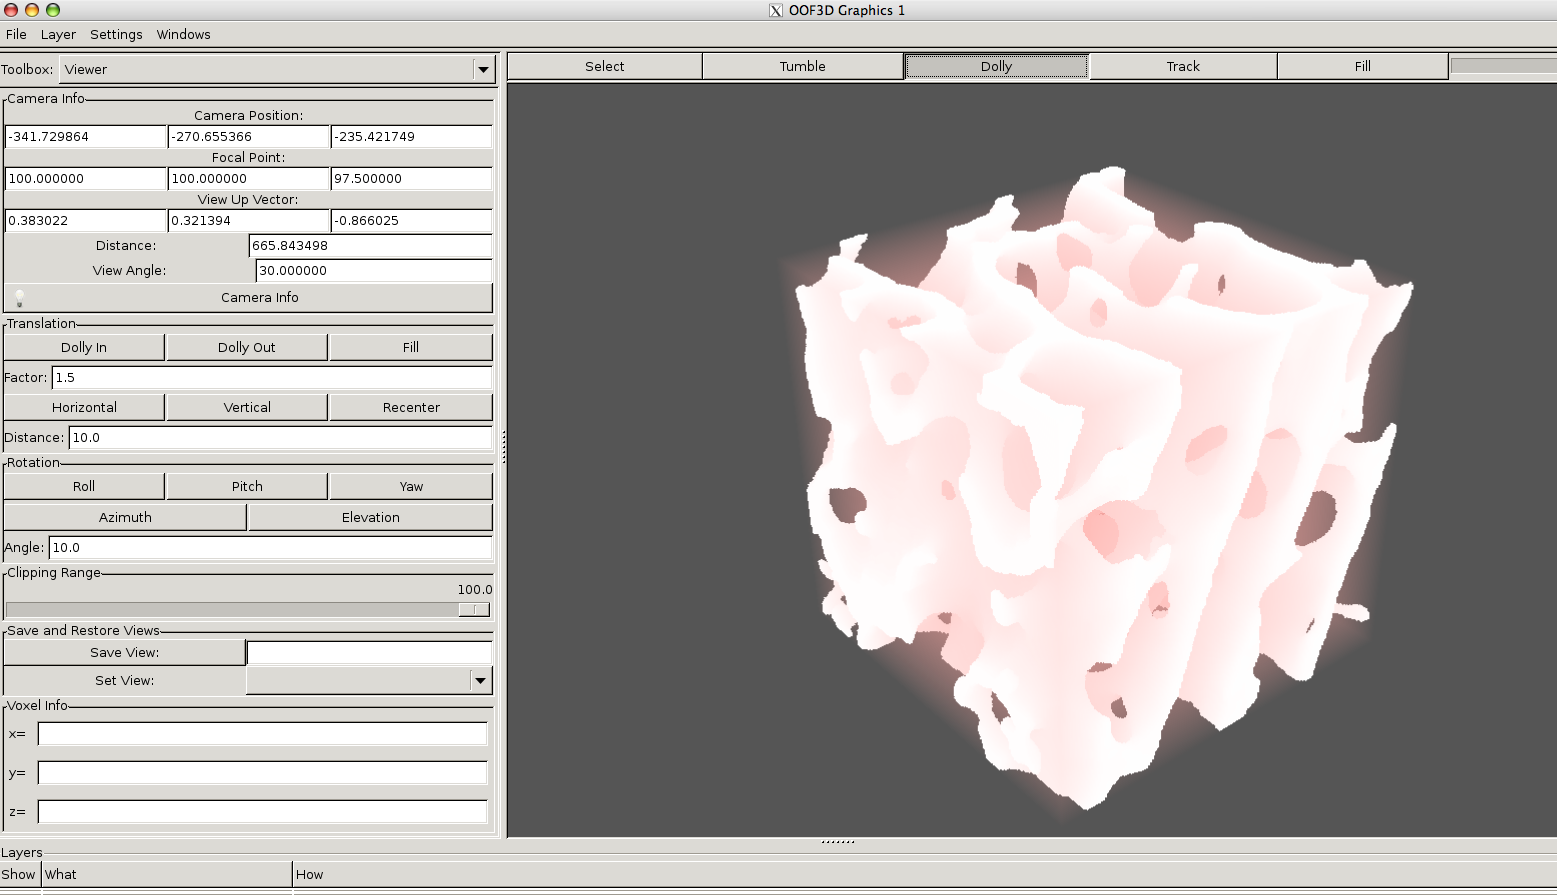 X OOF3D Graphics 1
File Layer Settings Windows
Toolbox: Viewer
Select Tumble Dolly Track Fill
Camera Info
Camera Position:
-341.729864 -270.655366 -235.421749
Focal Point:
100.000000 100.000000 97.500000
View Up Vector:
0.383022 0.321394 -0.866025
Distance: 665.843498
View Angle: 30.000000
Camera Info
Translation
Dolly In Dolly Out Fill
Factor: 1.5
Horizontal Vertical Recenter
Distance: 10.0
Rotation
Roll Pitch Yaw
Azimuth Elevation
Angle: 10.0
Clipping Range
100.0
Save and Restore Views
Save View:
Set View:
Voxel Info
x=
y=
z=
Layers
Show What How